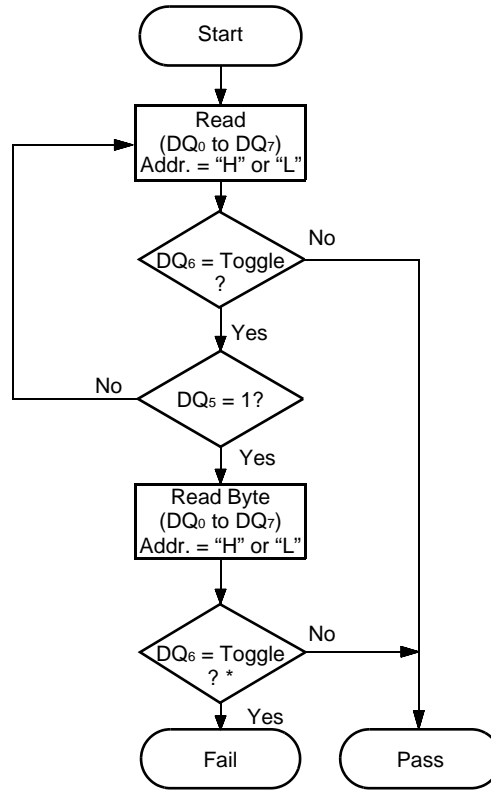 Start
Read
(DQ0 to DQ7)
Addr. = “H” or “L”
No
DQ6 = Toggle
?
Yes
No
DQ5 = 1?
Yes
Read Byte
(DQ0 to DQ7)
Addr. = “H” or “L”
No
DQ6 = Toggle
? *
Yes
Fail
Pass